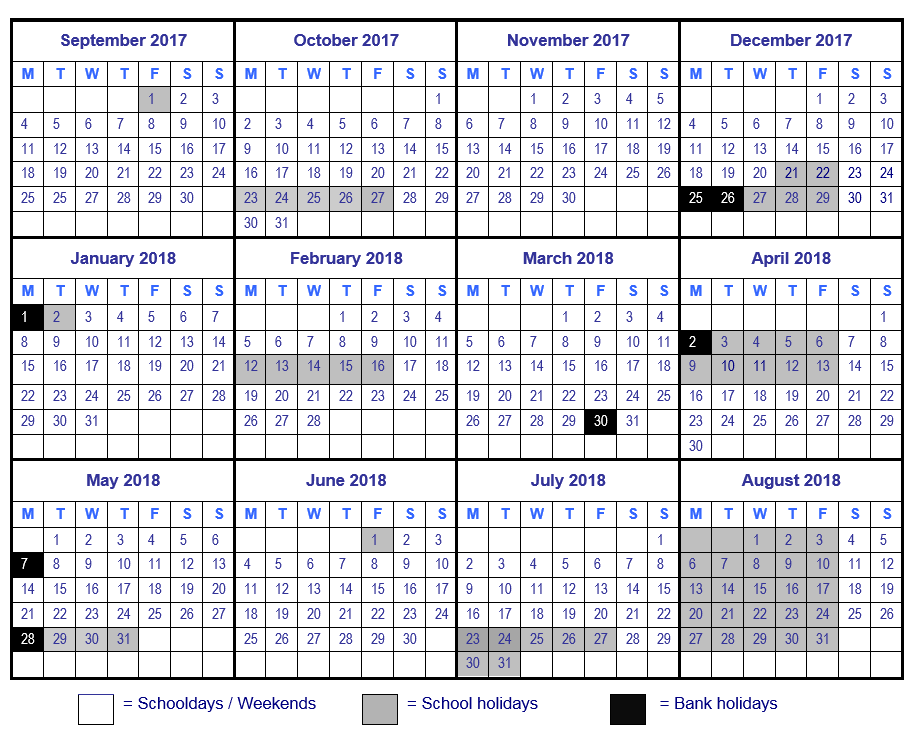 September 2017
M T W T F S S
1 2 3
4 5 6 7 8 9 10
11 12 13 14 15 16 17
18 19 20 21 22 23 24
25 25 27 28 29 30
October 2017
M T W T F S S
1
2 3 4 5 6 7 8
9 10 11 12 13 14 15
16 17 18 19 20 21 22
23 24 25 26 27 28 29
30 31
November 2017
M T W T F S S
1 2 3 4 5
6 7 8 9 10 11 12
13 14 15 16 17 18 19
20 21 22 23 24 25 26
27 28 29 30
December 2017
M T W T F S S
1 2 3
4 5 6 7 8 9 10
11 12 13 14 15 16 17
18 19 20 21 22 23 24
25 26 27 28 29 30 31
January 2018
M T W T F S S
1 2 3 4 5 6 7
8 9 10 11 12 13 14
15 16 17 18 19 20 21
22 23 24 25 26 27 28
29 30 31
February 2018
M T W T F S S
1 2 3 4
5 6 7 8 9 10 11
12 13 14 15 16 17 18
19 20 21 22 23 24 25
26 27 28
March 2018
M T W T F S S
1 2 3 4
5 6 7 8 9 10 11
12 13 14 15 16 17 18
19 20 21 22 23 24 25
26 27 28 29 30 31
April 2018
M T W T F S S
1
2 3 4 5 6 7 8
9 10 11 12 13 14 15
16 17 18 19 20 21 22
23 24 25 26 27 28 29
30
May 2018
M T W T F S S
1 2 3 4 5 6
7 8 9 10 11 12 13
14 15 16 17 18 19 20
21 22 23 24 25 26 27
28 29 30 31
June 2018
M T W T F S S
1 2 3
4 5 6 7 8 9 10
11 12 13 14 15 16 17
18 19 20 21 22 23 24
25 26 27 28 29 30
July 2018
M T W T F S S
1
2 3 4 5 6 7 8
9 10 11 12 13 14 15
16 17 18 19 20 21 22
23 24 25 26 27 28 29
30 31
August 2018
M T W T F S S
1 2 3 4 5
6 7 8 9 10 11 12
13 14 15 16 17 18 19
20 21 22 23 24 25 26
27 28 29 30 31
= Schooldays / Weekends
= School holidays
= Bank holidays